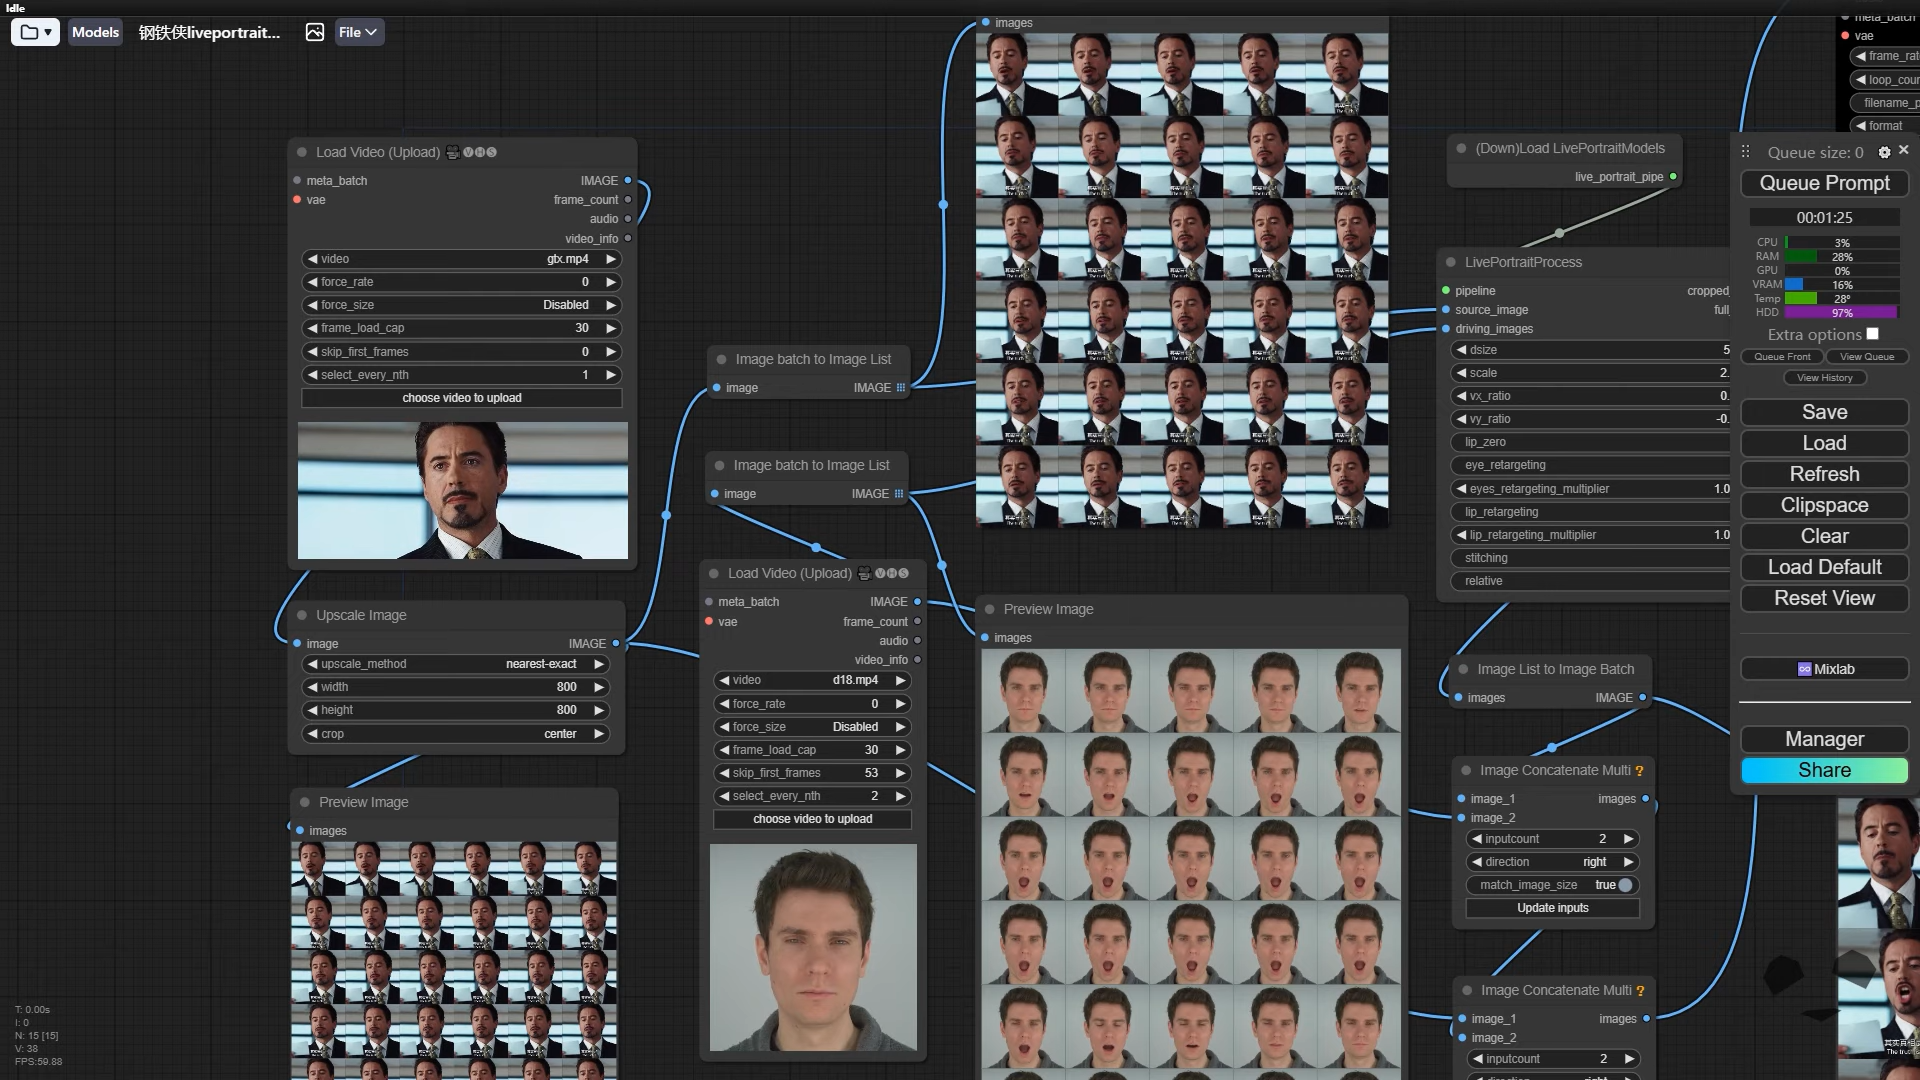 Idle
Models
钢铁侠liveportrait...
File
Load Video (Upload)
meta_batch
IMAGE
vae
frame_count
audio
video_info
video
gtx.mp4
force_rate
0
force_size
Disabled
frame_load_cap
30
skip_first_frames
0
select_every_nth
1
choose video to upload
Upscale Image
image
IMAGE
upscale_method
nearest-exact
width
800
height
800
crop
center
Preview Image
images
T: 0.00s
I: 0
N: 15 [15]
V: 38
FPS:59.88
Image batch to Image List
image
IMAGE
Image batch to Image List
image
IMAGE
Load Video (Upload)
meta_batch
IMAGE
vae
frame_count
audio
video_info
video
d18.mp4
force_rate
0
force_size
Disabled
frame_load_cap
30
skip_first_frames
53
select_every_nth
2
choose video to upload
images
Preview Image
images
(Down)Load LivePortraitModels
live_portrait_pipe
LivePortraitProcess
pipeline
cropped_
source_image
full_
driving_images
dsize
5
scale
2.
vx_ratio
0.
vy_ratio
-0.
lip_zero
eye_retargeting
eyes_retargeting_multiplier
1.0
lip_retargeting
lip_retargeting_multiplier
1.0
stitching
relative
Image List to Image Batch
images
IMAGE
Image Concatenate Multi ?
image_1
images
image_2
inputcount
2
direction
right
match_image_size
true
Update inputs
Image Concatenate Multi ?
image_1
images
image_2
inputcount
2
direction
right
meta_batch
vae
frame_rat
loop_cour
filename_p
format
Queue size: 0
Queue Prompt
00:01:25
CPU
3%
RAM
28%
GPU
0%
VRAM
16%
Temp
28°
HDD
97%
Extra options
Queue Front
View Queue
View History
Save
Load
Refresh
Clipspace
Clear
Load Default
Reset View
Mixlab
Manager
Share
其实真相
The truth